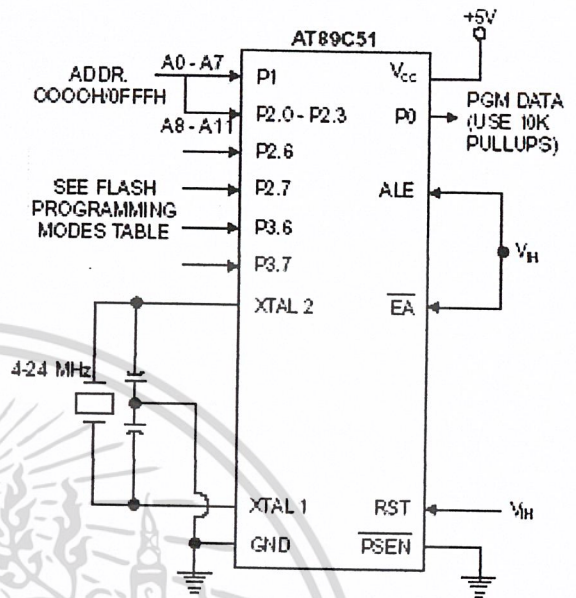 +5V
AT89C51
A0 - A7
ADDR.
OOOOH/OFFFH
P1
VCC
PGM DATA
(USE 10K
PULLUPS)
P2.0 - P2.3
P0
A8 - A11
P2.6
SEE FLASH
PROGRAMMING
MODES TABLE
P2.7
ALE
P3.6
P3.7
VIH
XTAL 2
EA
4-24 MHz
XTAL 1
RST
VIH
GND
PSEN